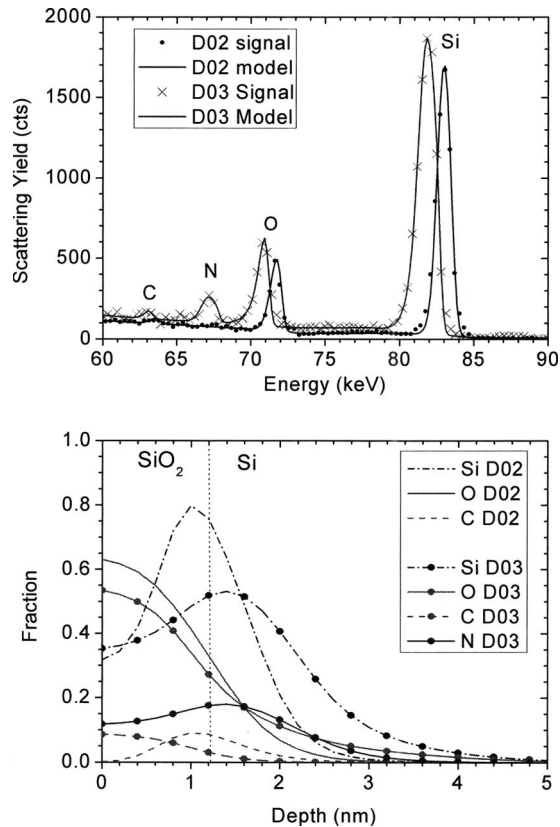 2000
1500
1000
500
0
Scattering Yield (cts)
D02 signal
D02 model
D03 Signal
D03 Model
Si
O
N
C
60 65 70 75 80 85 90
Energy (keV)
1.0
0.8
0.6
0.4
0.2
0.0
Fraction
SiO2 Si
Si D02
O D02
C D02
Si D03
O D03
C D03
N D03
0 1 2 3 4 5
Depth (nm)